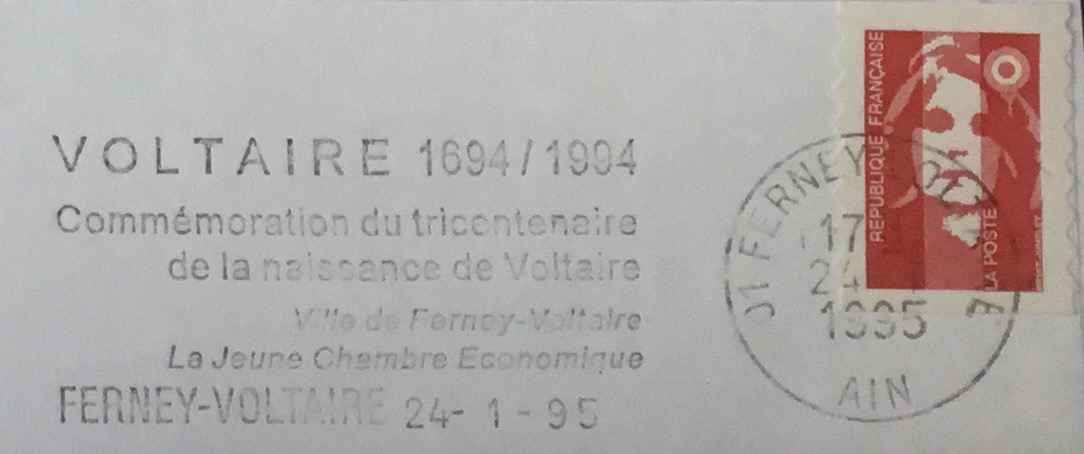 VOLTAIRE 1694/1994
Commémoration du tricentenaire
de la naissance de Voltaire
Ville de Ferney-Voltaire
La Jeune Chambre Economique
FERNEY-VOLTAIRE 24-1-95
REPUBLIQUE FRANÇAISE
LA POSTE
01 FERNEY
17
24
1995
AIN